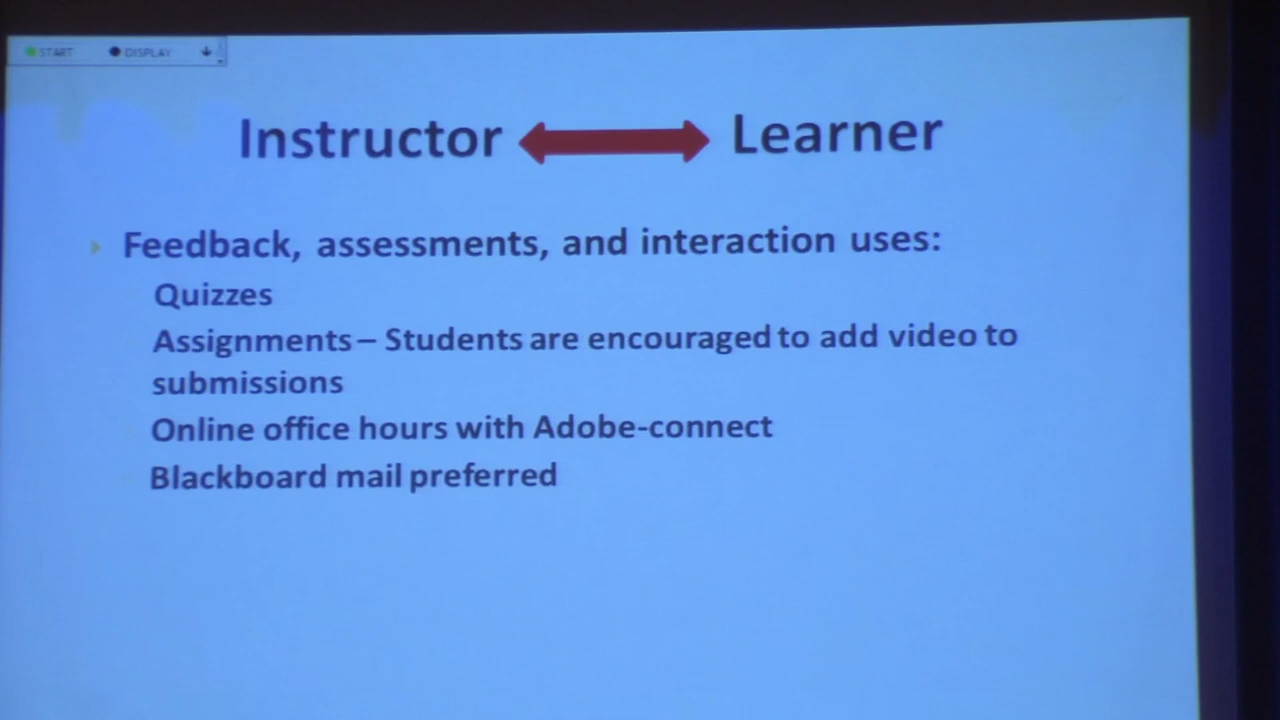 START DISPLAY
Instructor Learner
Feedback, assessments, and interaction uses:
Quizzes
Assignments – Students are encouraged to add video to
submissions
Online office hours with Adobe-connect
Blackboard mail preferred